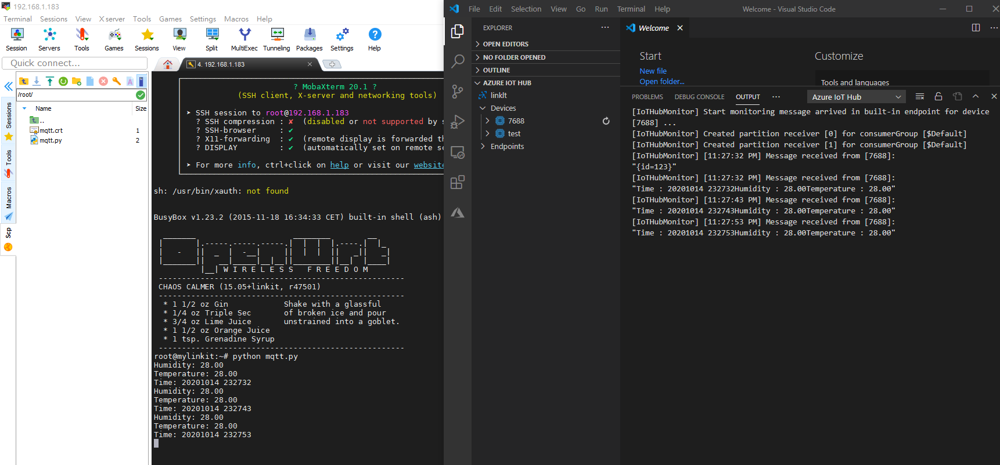 192.168.1.183
Terminal Sessions View X server Tools Games Settings Macros Help
Session Servers Tools Games Sessions View Split MultiExec Tunneling Packages Settings Help
Quick connect...
4. 192.168.1.183
/root/
Name Size
..
mqtt.crt 1
mqtt.py 2
Sessions
Tools
Macros
Scp
? MobaXterm 20.1 ?
(SSH client, X-server and networking tools)
➤ SSH session to root@192.168.1.183
? SSH compression : ✘ (disabled or not supported by s
? SSH-browser : ✔
? X11-forwarding : ✔ (remote display is forwarded th
? DISPLAY : ✔ (automatically set on remote se
➤ For more info, ctrl+click on help or visit our website
sh: /usr/bin/xauth: not found
BusyBox v1.23.2 (2015-11-18 16:34:33 CET) built-in shell (ash)
OpenWrt
W I R E L E S S   F R E E D O M
-----------------------------------------------------
CHAOS CALMER (15.05+linkit, r47501)
-----------------------------------------------------
* 1 1/2 oz Gin Shake with a glassful
* 1/4 oz Triple Sec of broken ice and pour
* 3/4 oz Lime Juice unstrained into a goblet.
* 1 1/2 oz Orange Juice
* 1 tsp. Grenadine Syrup
-----------------------------------------------------
root@mylinkit:~# python mqtt.py
Humidity: 28.00
Temperature: 28.00
Time: 20201014 232732
Humidity: 28.00
Temperature: 28.00
Time: 20201014 232743
Humidity: 28.00
Temperature: 28.00
Time: 20201014 232753
File Edit Selection View Go Run Terminal Help Welcome - Visual Studio Code
EXPLORER
OPEN EDITORS
NO FOLDER OPENED
OUTLINE
AZURE IOT HUB
linkIt
Devices
7688
test
Endpoints
Welcome
Start
New file
Open folder...
Customize
Tools and languages
PROBLEMS DEBUG CONSOLE OUTPUT ··· Azure IoT Hub
[IoTHubMonitor] Start monitoring message arrived in built-in endpoint for device
[7688] ...
[IoTHubMonitor] Created partition receiver [0] for consumerGroup [$Default]
[IoTHubMonitor] Created partition receiver [1] for consumerGroup [$Default]
[IoTHubMonitor] [11:27:32 PM] Message received from [7688]:
"{id=123}"
[IoTHubMonitor] [11:27:32 PM] Message received from [7688]:
"Time : 20201014 232732Humidity : 28.00Temperature : 28.00"
[IoTHubMonitor] [11:27:43 PM] Message received from [7688]:
"Time : 20201014 232743Humidity : 28.00Temperature : 28.00"
[IoTHubMonitor] [11:27:53 PM] Message received from [7688]:
"Time : 20201014 232753Humidity : 28.00Temperature : 28.00"